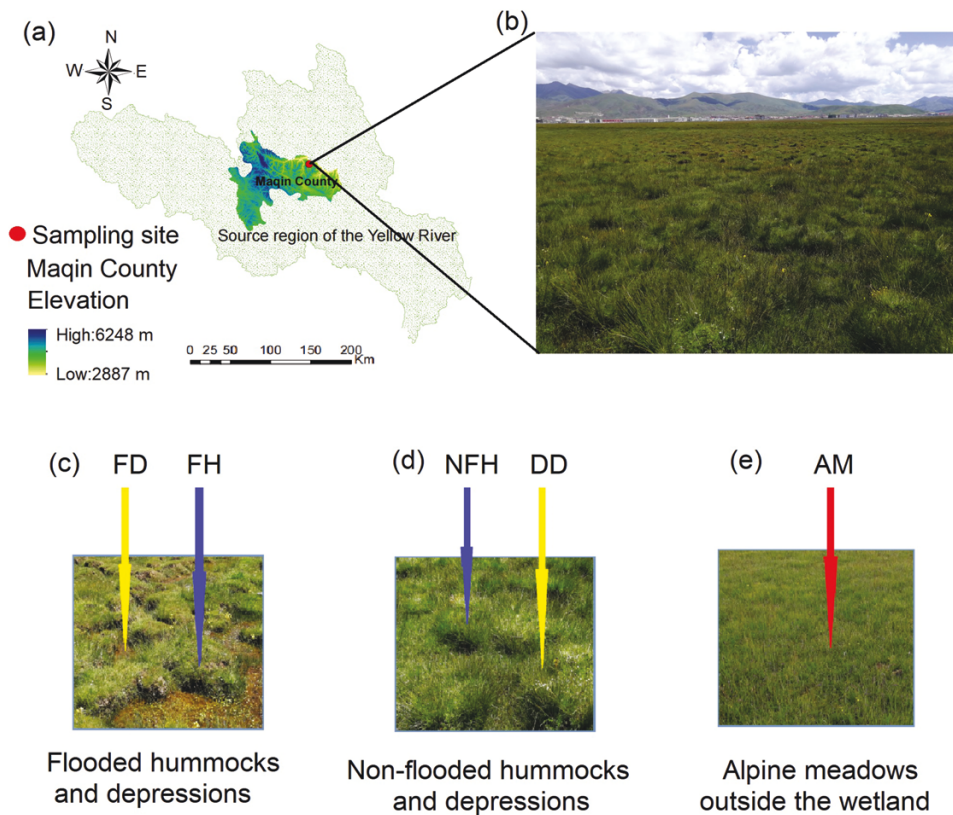 (a)
N
W E
S
Maqin County
Source region of the Yellow River
Sampling site
Maqin County
Elevation
High:6248 m
Low:2887 m
0 25 50 100 150 200
Km
(b)
(c) FD FH
(d) NFH DD
(e) AM
Flooded hummocks
and depressions
Non-flooded hummocks
and depressions
Alpine meadows
outside the wetland